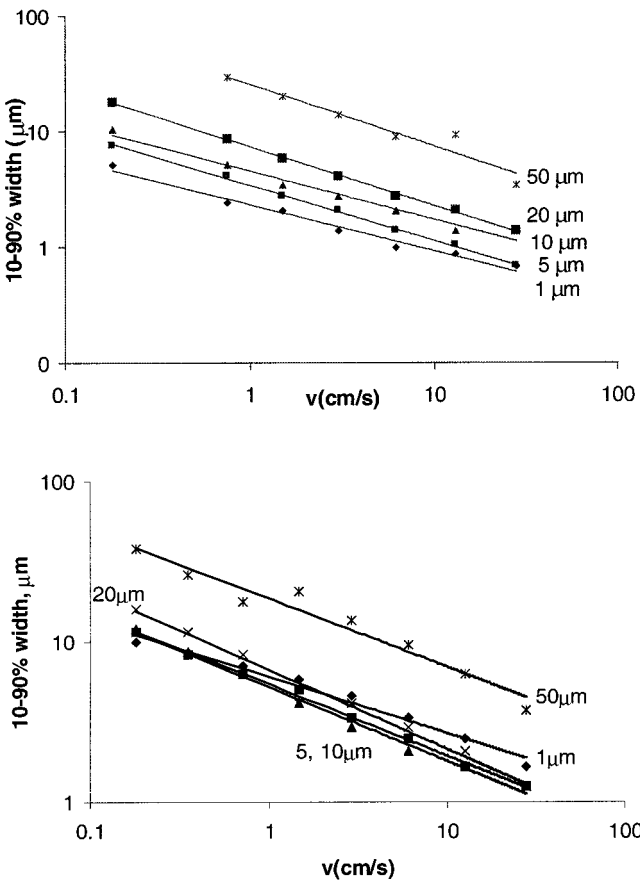 100
10
1
0
10-90% width (µm)
50 µm
20 µm
10 µm
5 µm
1 µm
0.1
1
10
100
v(cm/s)
100
10
1
10-90% width, µm
20µm
50µm
1µm
5, 10µm
0.1
1
10
100
v(cm/s)